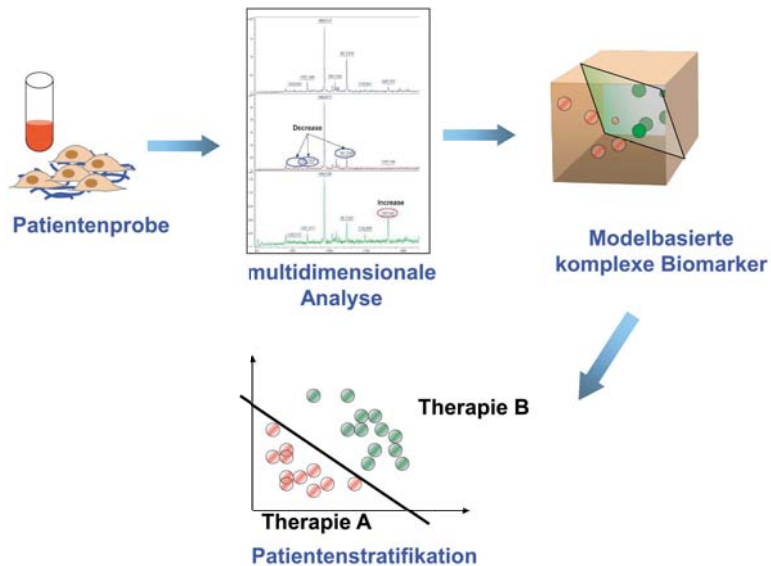 Decrease
Increase
Patientenprobe
multidimensionale
Analyse
Modelbasierte
komplexe Biomarker
Therapie B
Therapie A
Patientenstratifikation